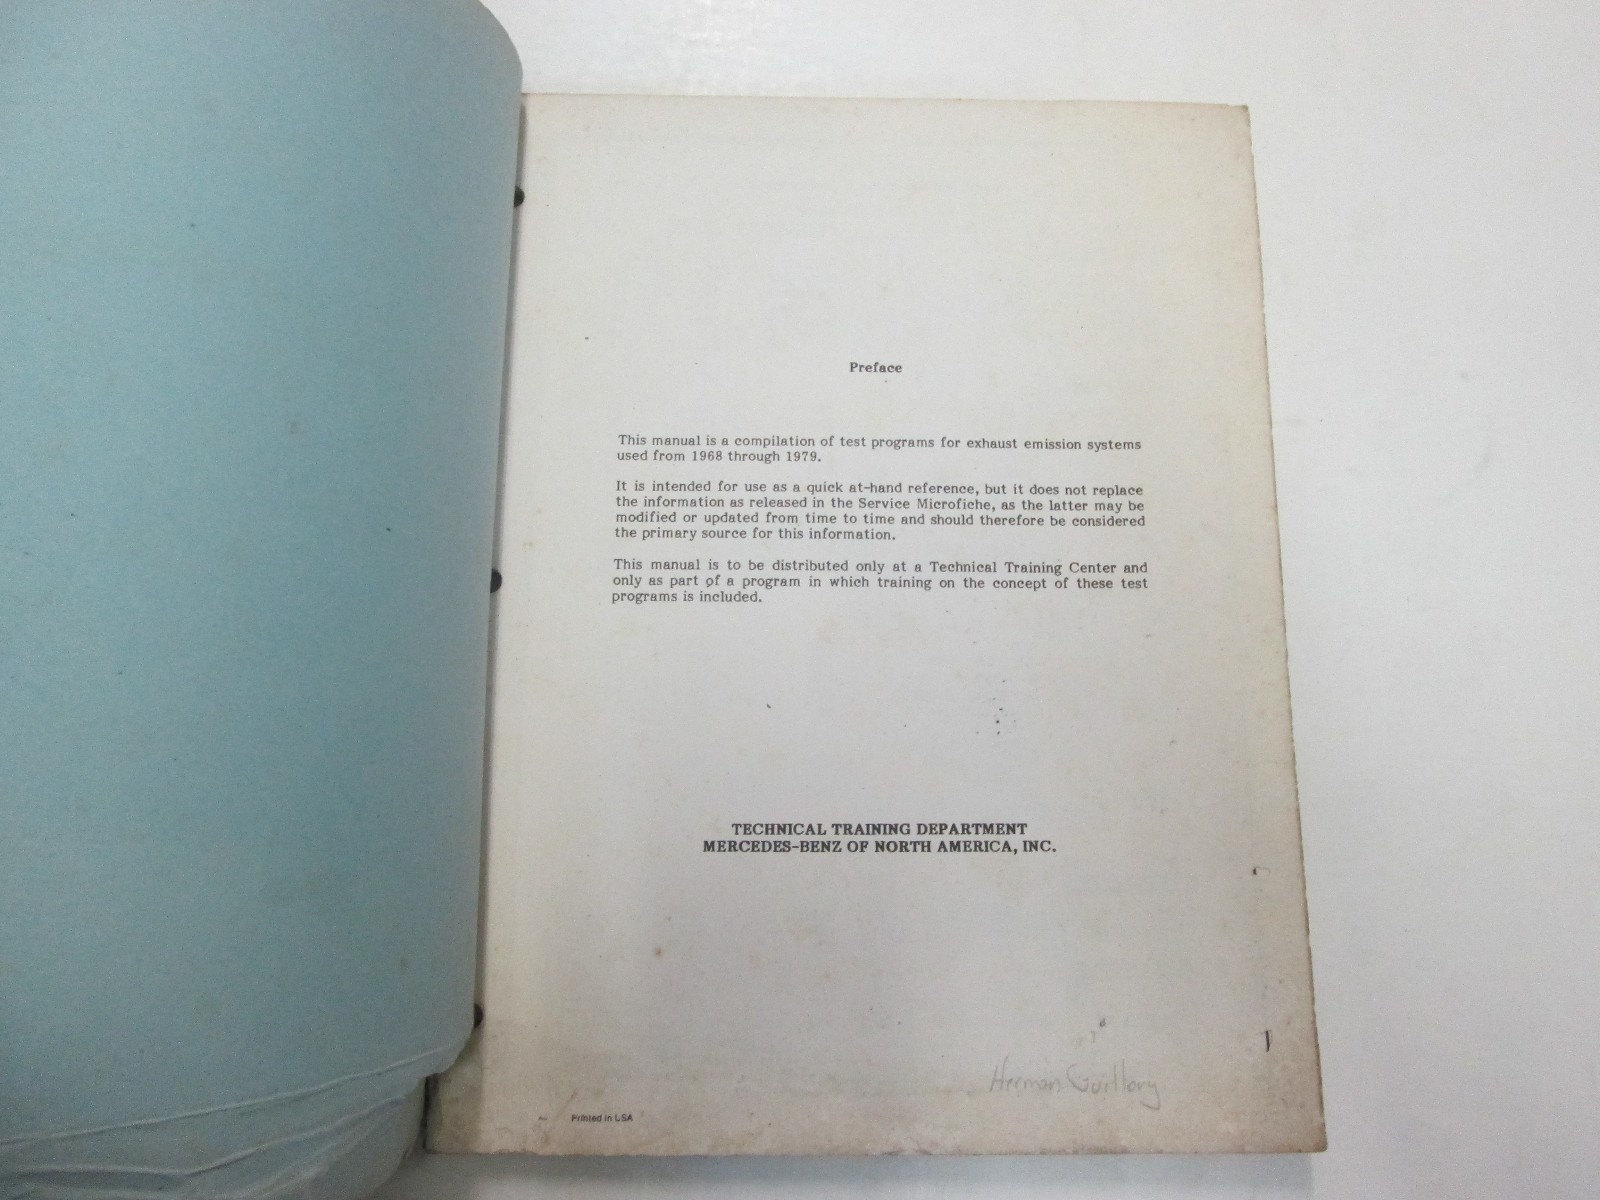 Preface
This manual is a compilation of test programs for exhaust emission systems
used from 1968 through 1979.
It is intended for use as a quick at-hand reference, but it does not replace
the information as released in the Service Microfiche, as the latter may be
modified or updated from time to time and should therefore be considered
the primary source for this information.
This manual is to be distributed only at a Technical Training Center and
only as part of a program in which training on the concept of these test
programs is included.
TECHNICAL TRAINING DEPARTMENT
MERCEDES-BENZ OF NORTH AMERICA, INC.
Herman Guillory
Printed in USA